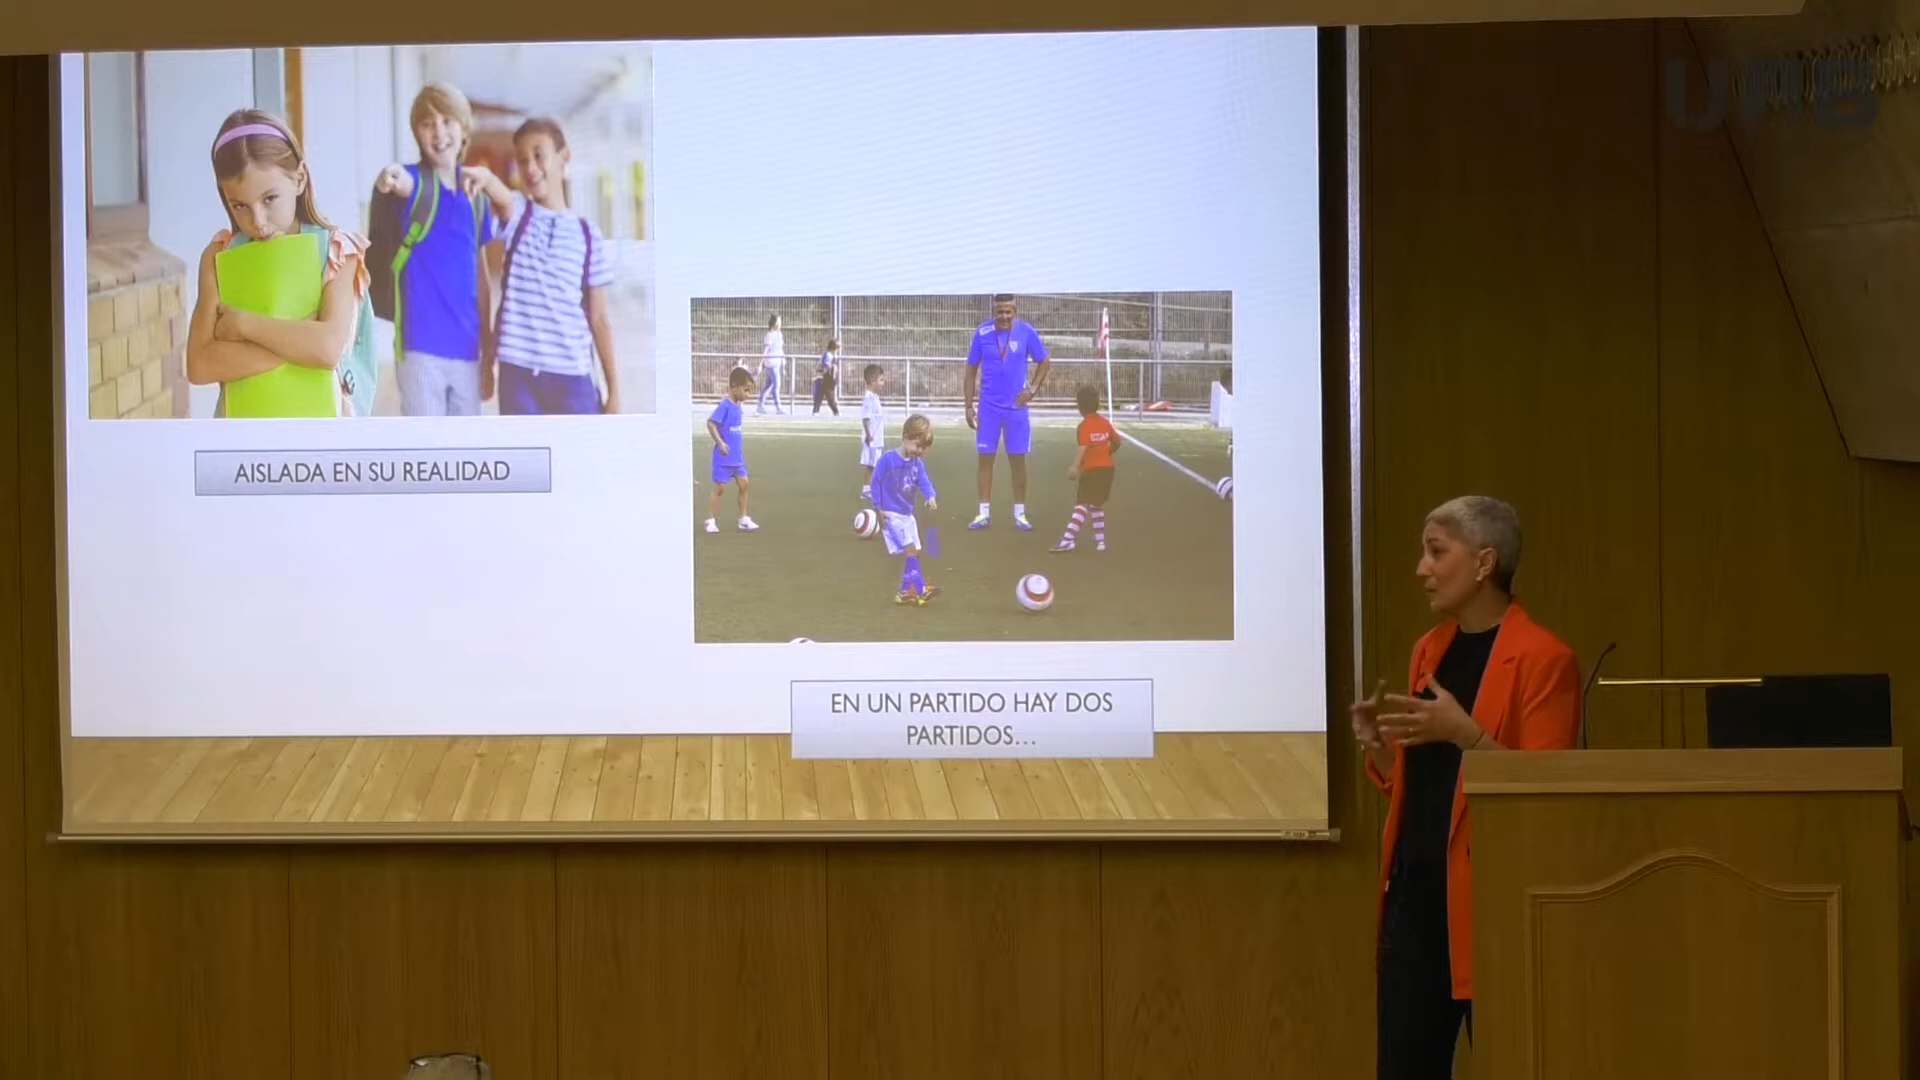 AISLADA EN SU REALIDAD
EN UN PARTIDO HAY DOS
PARTIDOS...